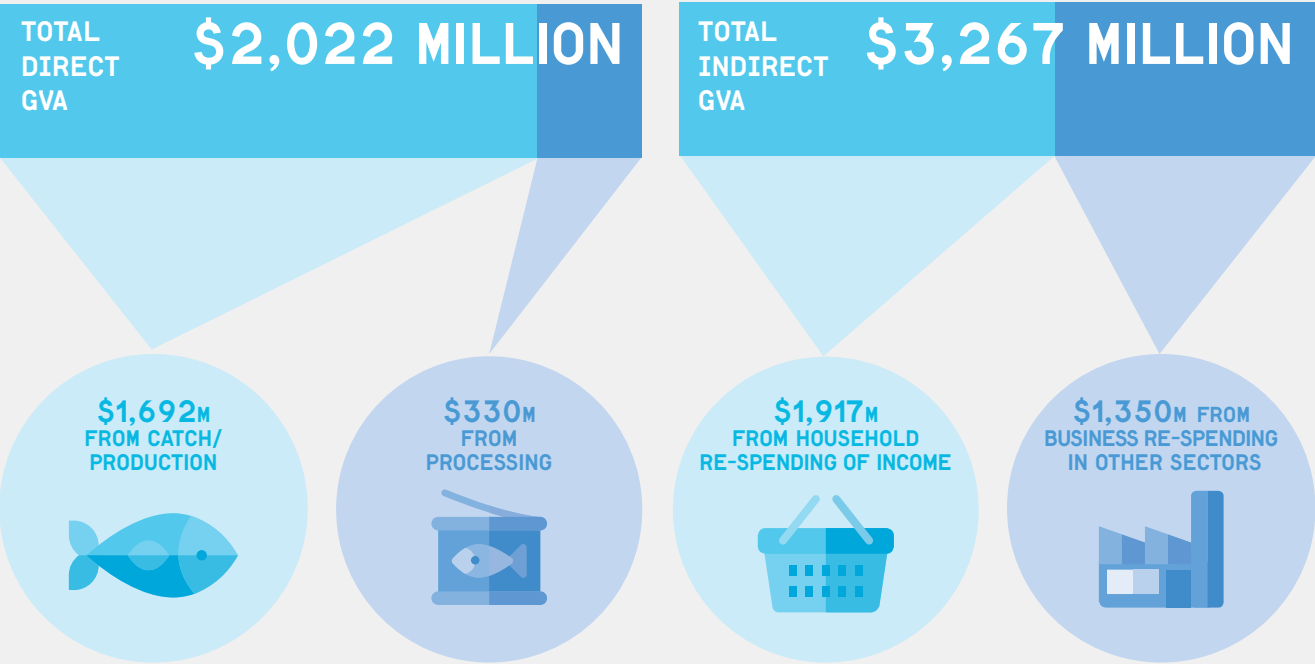 TOTAL
DIRECT
GVA
$2,022 MILLION
TOTAL
INDIRECT
GVA
$3,267 MILLION
$1,692M
FROM CATCH/
PRODUCTION
$330M
FROM
PROCESSING
$1,917M
FROM HOUSEHOLD
RE-SPENDING OF INCOME
$1,350M FROM
BUSINESS RE-SPENDING
IN OTHER SECTORS